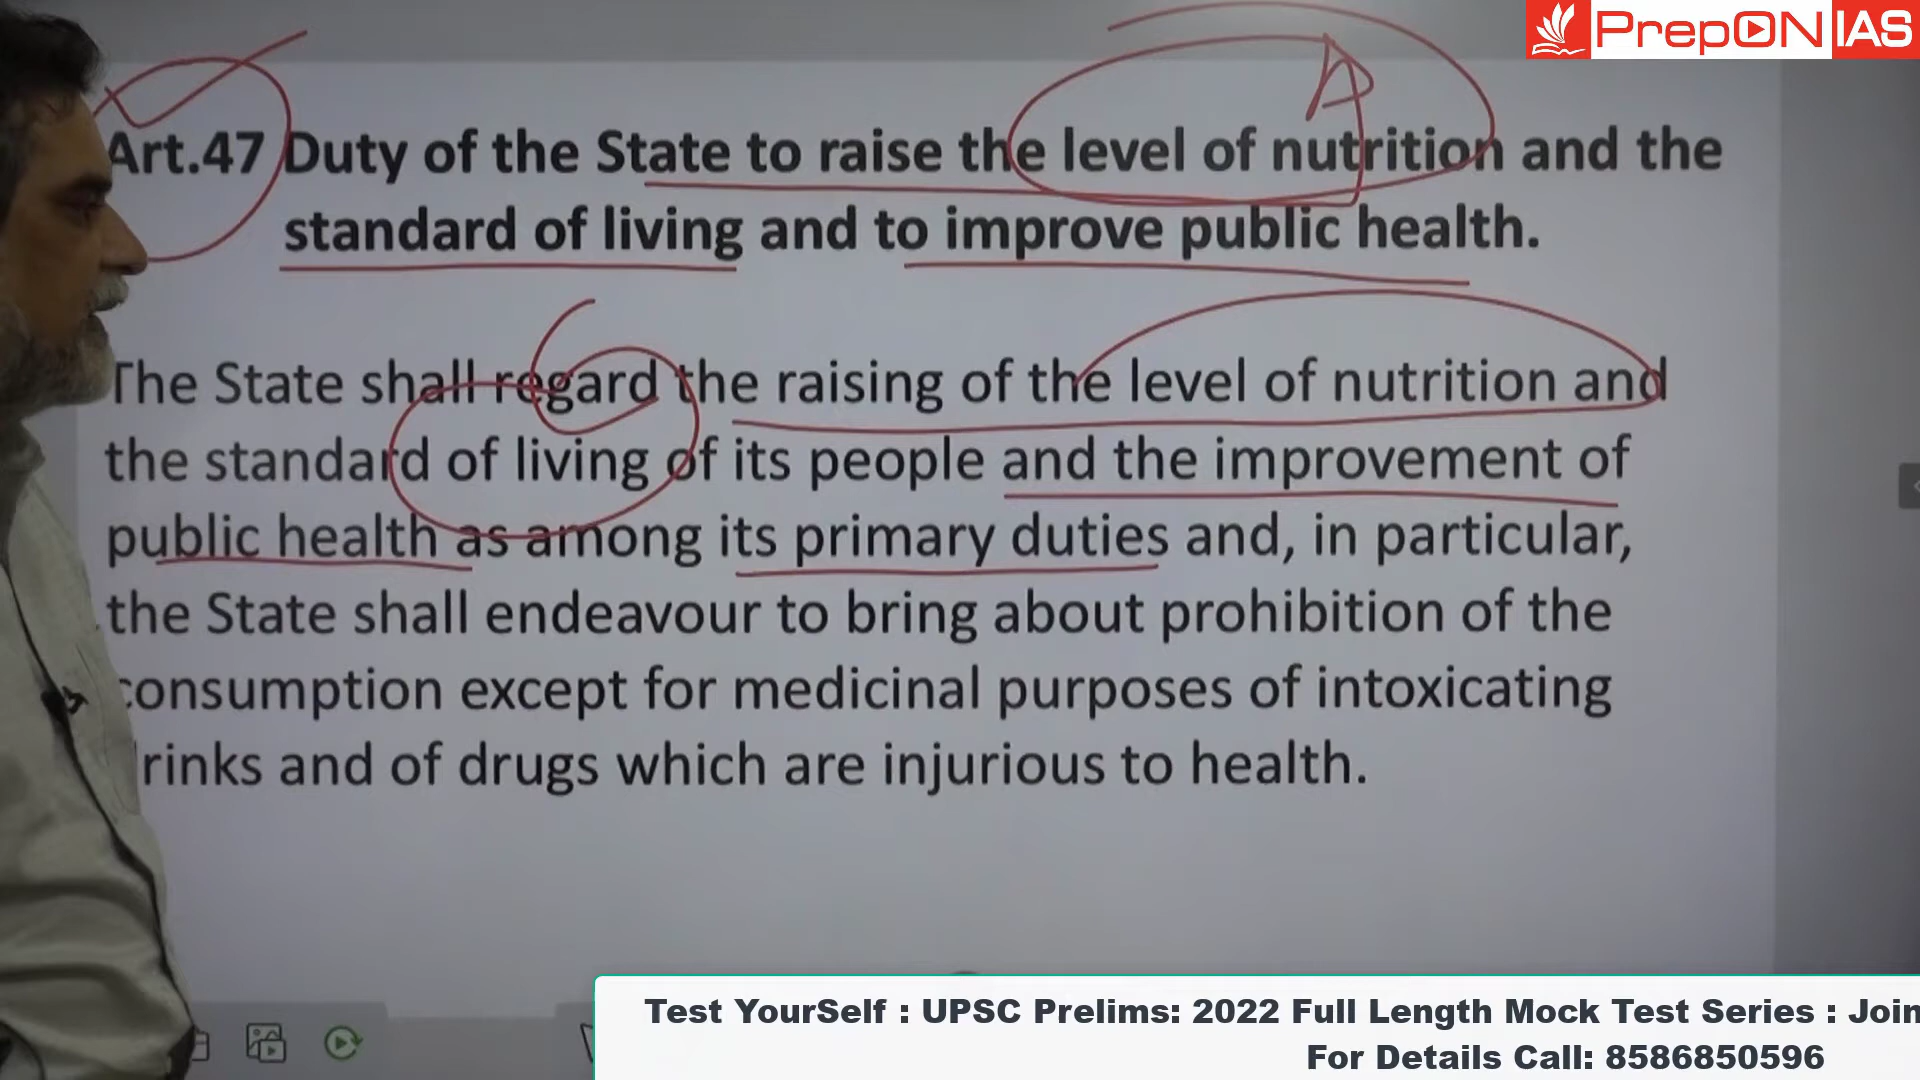 PrepON IAS
Art.47 Duty of the State to raise the level of nutrition and the
standard of living and to improve public health.
The State shall regard the raising of the level of nutrition and
the standard of living of its people and the improvement of
public health as among its primary duties and, in particular,
the State shall endeavour to bring about prohibition of the
consumption except for medicinal purposes of intoxicating
drinks and of drugs which are injurious to health.
Test YourSelf : UPSC Prelims: 2022 Full Length Mock Test Series : Join
For Details Call: 8586850596